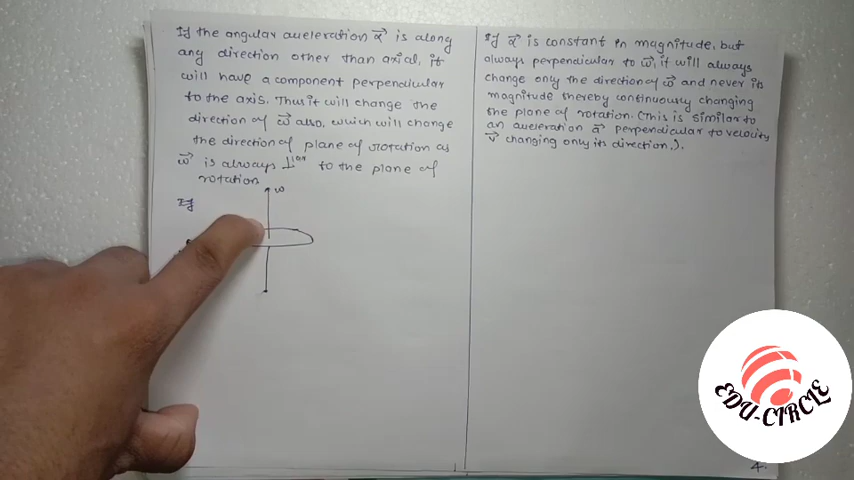 If the angular acceleration α⃗ is along
any direction other than axial, it
will have a component perpendicular
to the axis. Thus it will change the
direction of ω⃗ also, which will change
the direction of plane of rotation as
ω⃗ is always ⊥lar to the plane of
rotation
If
ω
If α⃗ is constant in magnitude, but
always perpendicular to ω⃗, it will always
change only the direction of ω⃗ and never its
magnitude thereby continuously changing
the plane of rotation. (This is similar to
an acceleration a⃗ perpendicular to velocity
v⃗ changing only its direction.).
EDU-CIRCLE
4.